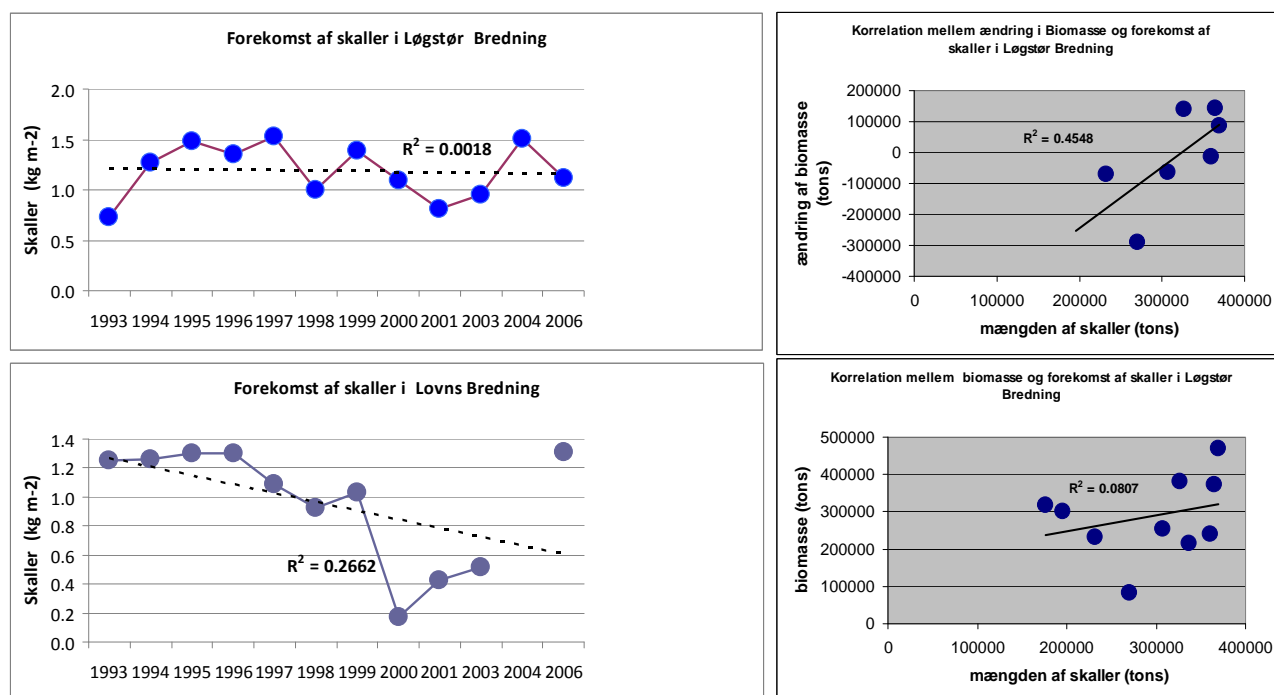 Forekomst af skaller i Løgstør Bredning
Skaller (kg m-2)
2.0
1.5
1.0
0.5
0.0
R² = 0.0018
1993 1994 1995 1996 1997 1998 1999 2000 2001 2003 2004 2006
Korrelation mellem ændring i Biomasse og forekomst af
skaller i Løgstør Bredning
ændring af biomasse
(tons)
200000
100000
0
-100000
-200000
-300000
-400000
R² = 0.4548
0 100000 200000 300000 400000
mængden af skaller (tons)
Forekomst af skaller i Lovns Bredning
Skaller (kg m-2)
1.4
1.2
1.0
0.8
0.6
0.4
0.2
0.0
R² = 0.2662
1993 1994 1995 1996 1997 1998 1999 2000 2001 2003 2004 2006
Korrelation mellem biomasse og forekomst af skaller i Løgstør
Bredning
biomasse (tons)
500000
400000
300000
200000
100000
0
R² = 0.0807
0 100000 200000 300000 400000
mængden af skaller (tons)